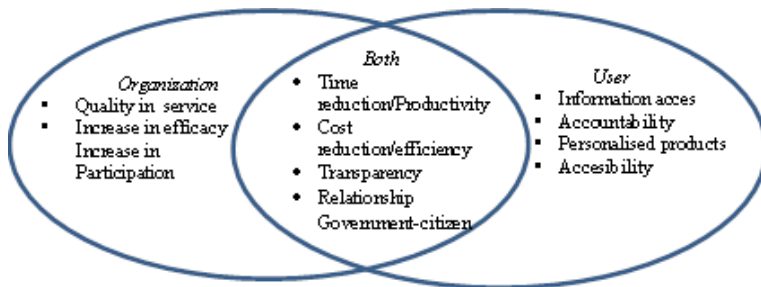 Organization
▪ Quality in service
▪ Increase in efficacy
Increase in
Participation
Both
• Time
reduction/Productivity
• Cost
reduction/efficiency
• Transparency
• Relationship
Government-citizen
User
▪ Information acces
▪ Accountability
▪ Personalised products
▪ Accesibility